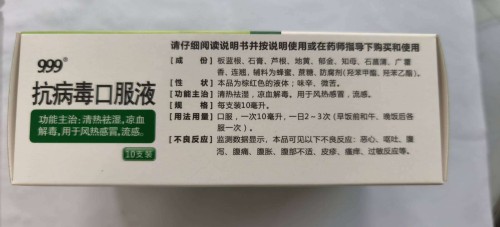 999®
抗病毒口服液
功能主治:清热祛湿,凉血
解毒。用于风热感冒,流感。
10支装
请仔细阅读说明书并按说明使用或在药师指导下购买和使用
[成　　份] 板蓝根、石膏、芦根、地黄、郁金、知母、石菖蒲、广藿
香、连翘,辅料为蜂蜜,蔗糖、防腐剂(羟苯甲酯、羟苯乙酯)。
[性　　状] 本品为棕红色的液体;味辛、微苦。
[功能主治] 清热祛湿,凉血解毒。用于风热感冒,流感。
[规　　格] 每支装10毫升。
[用法用量] 口服,一次10毫升,一日2~3次(早饭前和午、晚饭后各
服一次)。
[不良反应] 监测数据显示,本品可见以下不良反应:恶心、呕吐、腹
泻、腹痛、腹胀、腹部不适、皮疹、瘙痒、过敏反应等。